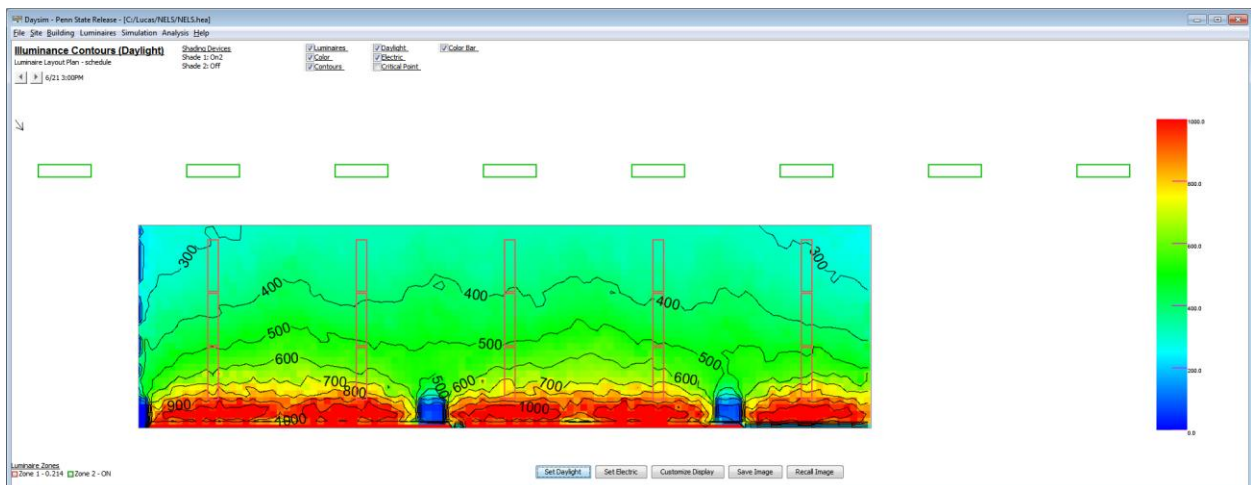 Daysim - Penn State Release - [C:/Lucas/NELS/NELS.hea]
File Site Building Luminaires Simulation Analysis Help
Illuminance Contours (Daylight)
Luminaire Layout Plan - schedule
6/21 3:00PM
Shading Devices
Shade 1: On2
Shade 2: Off
Luminaires Daylight Color Bar
Color Electric
Contours Critical Point
1000.0
800.0
600.0
400.0
200.0
0.0
300 300
400 400 400
500 500 500
600 600 600
700 700
800 500
900 1000
1000
Luminaire Zones
Zone 1 - 0.214 Zone 2 - ON
Set Daylight Set Electric Customize Display Save Image Recall Image